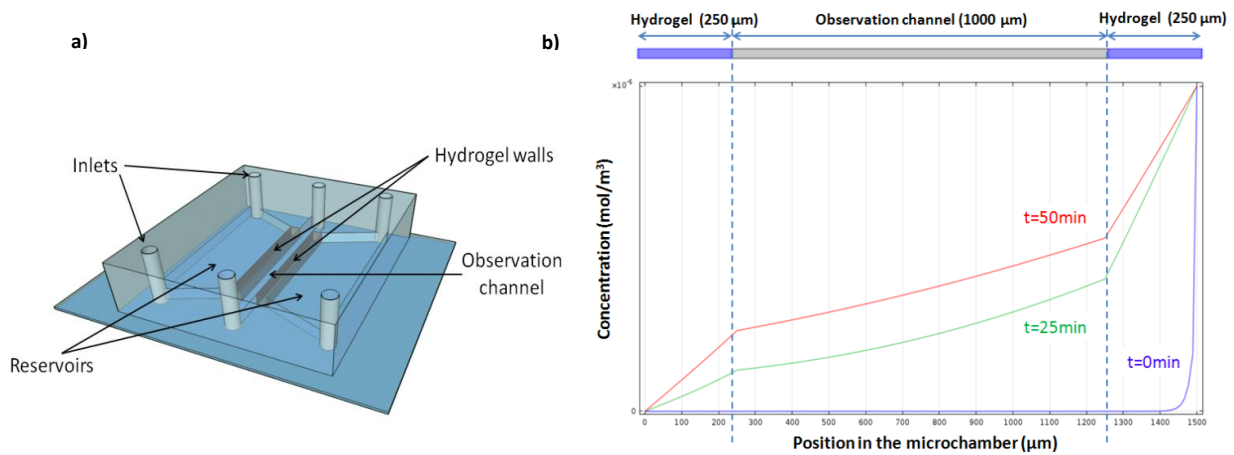 a)
Inlets
Hydrogel walls
Observation
channel
Reservoirs
b)
Hydrogel (250 µm)
Observation channel (1000 µm)
Hydrogel (250 µm)
Concentration (mol/m³)
0
t=50min
t=25min
t=0min
0 100 200 300 400 500 600 700 800 900 1000 1100 1200 1300 1400 1500
Position in the microchamber (µm)